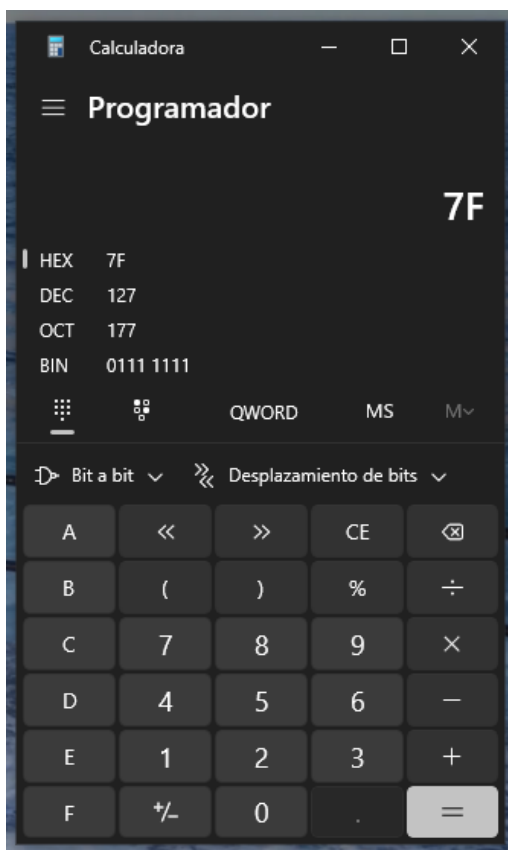 Calculadora
Programador
7F
HEX 7F
DEC 127
OCT 177
BIN 0111 1111
QWORD MS M
Bit a bit Desplazamiento de bits
A << >> CE
B ( ) % ÷
C 7 8 9 ×
D 4 5 6 −
E 1 2 3 +
F +/− 0 . =